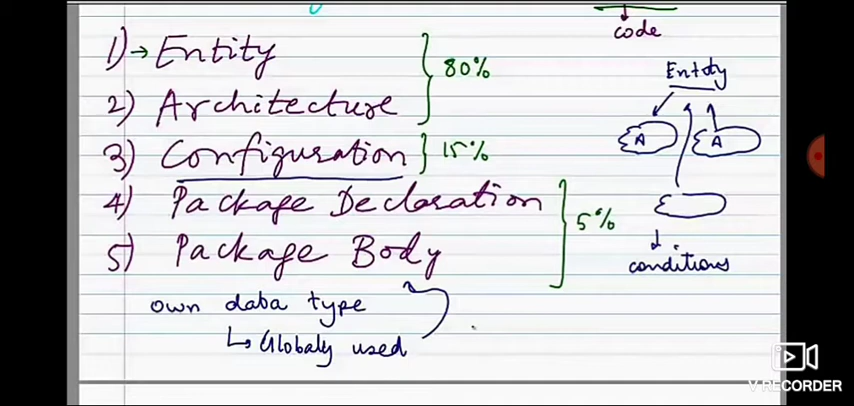 code
1) → Entity
80%
2) Architecture
3) Configuration
15%
4) Package Declaration
5%
5) Package Body
own daba type
↳ Globaly used
Entity
A
A
↓
conditions
V RECORDER